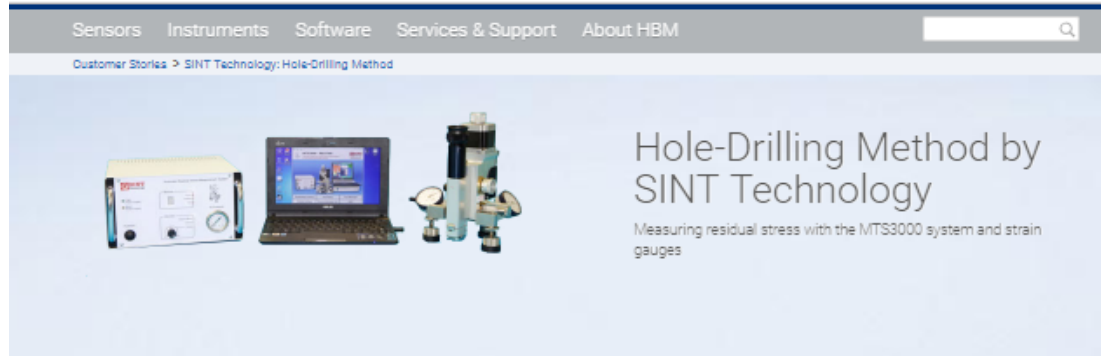 Sensors Instruments Software Services & Support About HBM
Customer Stories > SINT Technology: Hole-Drilling Method
Hole-Drilling Method by
SINT Technology
Measuring residual stress with the MTS3000 system and strain
gauges